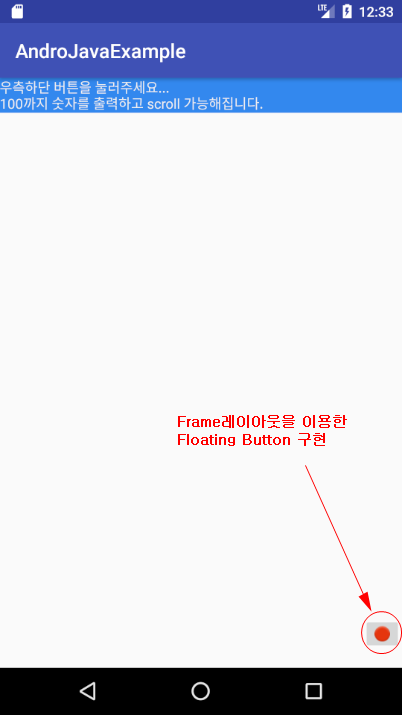 LTE 12:33
AndroJavaExample
우측하단 버튼을 눌러주세요...
100까지 숫자를 출력하고 scroll 가능해집니다.
Frame레이아웃을 이용한
Floating Button 구현